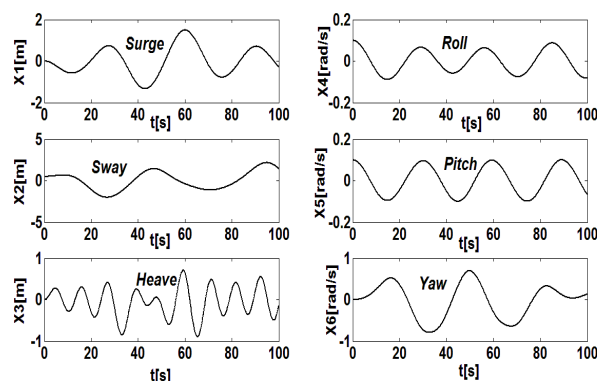 2
Surge
X1[m]
0
-2
0 20 40 60 80 100
t[s]
0.2
Roll
X4[rad/s]
0
-0.2
0 20 40 60 80 100
t[s]
5
Sway
X2[m]
0
-5
0 20 40 60 80 100
t[s]
0.2
Pitch
X5[rad/s]
0
-0.2
0 20 40 60 80 100
t[s]
1
Heave
X3[m]
0
-1
0 20 40 60 80 100
t[s]
1
Yaw
X6[rad/s]
0
-1
0 20 40 60 80 100
t[s]